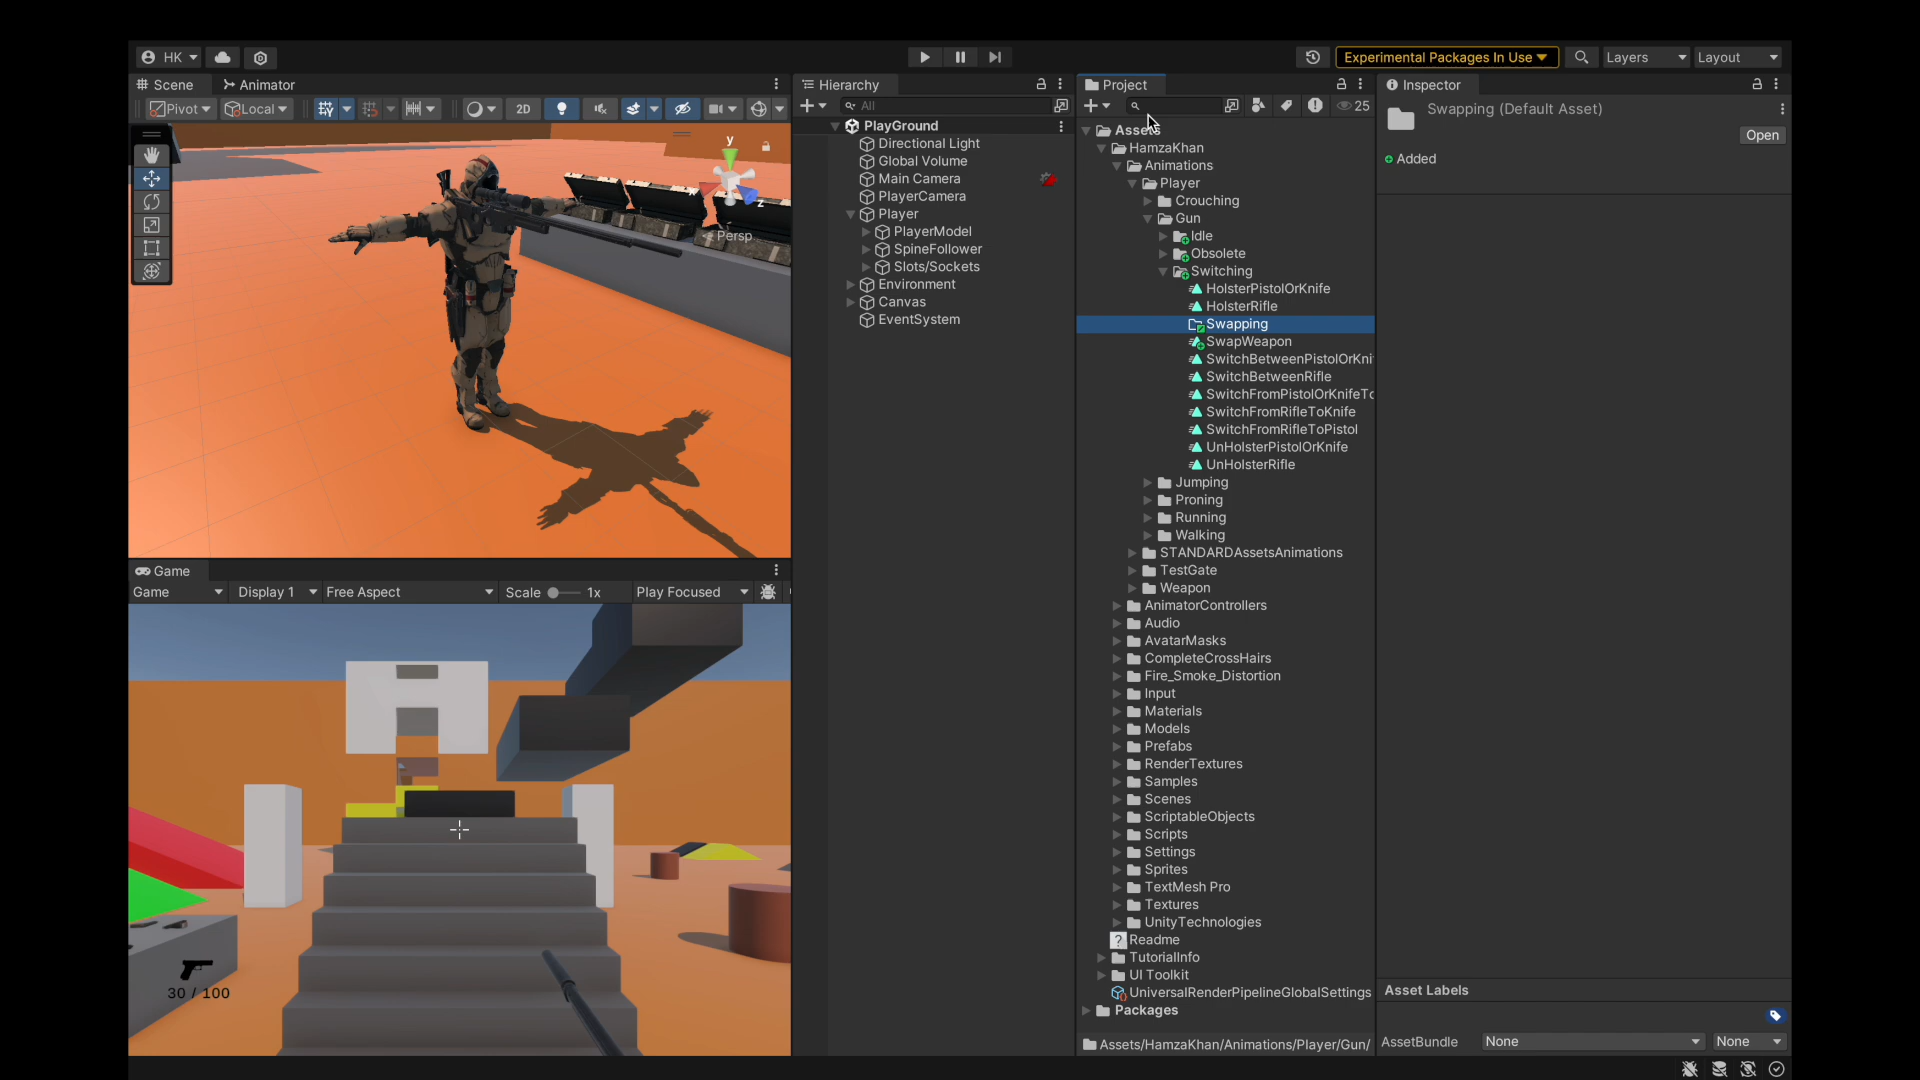 HK
Experimental Packages In Use
Layers
Layout
Scene
Animator
Pivot
Local
2D
y
x
z
Persp
Game
Game
Display 1
Free Aspect
Scale
1x
Play Focused
30 / 100
Hierarchy
All
PlayGround
Directional Light
Global Volume
Main Camera
PlayerCamera
Player
PlayerModel
SpineFollower
Slots/Sockets
Environment
Canvas
EventSystem
Project
25
Assets
HamzaKhan
Animations
Player
Crouching
Gun
Idle
Obsolete
Switching
HolsterPistolOrKnife
HolsterRifle
Swapping
SwapWeapon
SwitchBetweenPistolOrKni
SwitchBetweenRifle
SwitchFromPistolOrKnifeTo
SwitchFromRifleToKnife
SwitchFromRifleToPistol
UnHolsterPistolOrKnife
UnHolsterRifle
Jumping
Proning
Running
Walking
STANDARDAssetsAnimations
TestGate
Weapon
AnimatorControllers
Audio
AvatarMasks
CompleteCrossHairs
Fire_Smoke_Distortion
Input
Materials
Models
Prefabs
RenderTextures
Samples
Scenes
ScriptableObjects
Scripts
Settings
Sprites
TextMesh Pro
Textures
UnityTechnologies
Readme
TutorialInfo
UI Toolkit
UniversalRenderPipelineGlobalSettings
Packages
Assets/HamzaKhan/Animations/Player/Gun/
Inspector
Swapping (Default Asset)
Open
Added
Asset Labels
AssetBundle
None
None